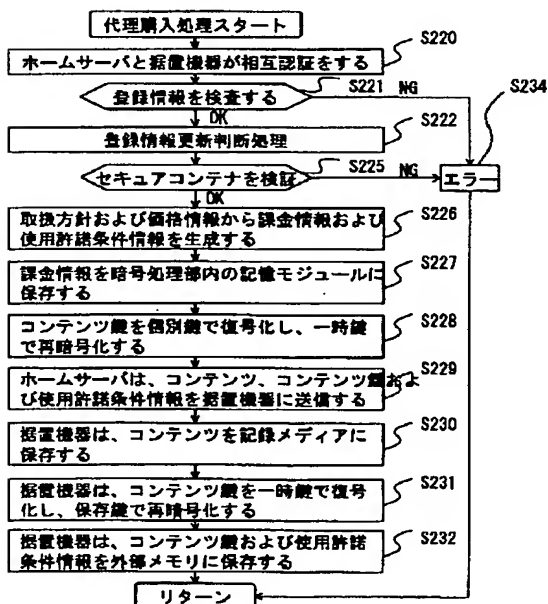 代理購入処理スタート
S220
ホームサーバと据置機器が相互認証をする
S221
NG
S234
登録情報を検査する
OK
S222
登録情報更新判断処理
S225
NG
セキュアコンテナを検証
エラー
OK
取扱方針および価格情報から課金情報および
使用許諾条件情報を生成する
S226
課金情報を暗号処理部内の記憶モジュールに
保存する
S227
コンテンツ鍵を個別鍵で復号化し、一時鍵
で再暗号化する
S228
S229
ホームサーバは、コンテンツ、コンテンツ鍵およ
び使用許諾条件情報を据置機器に送信する
据置機器は、コンテンツを記録メディアに
保存する
S230
据置機器は、コンテンツ鍵を一時鍵で復号
化し、保存鍵で再暗号化する
S231
据置機器は、コンテンツ鍵および使用許諾
条件情報を外部メモリに保存する
S232
リターン